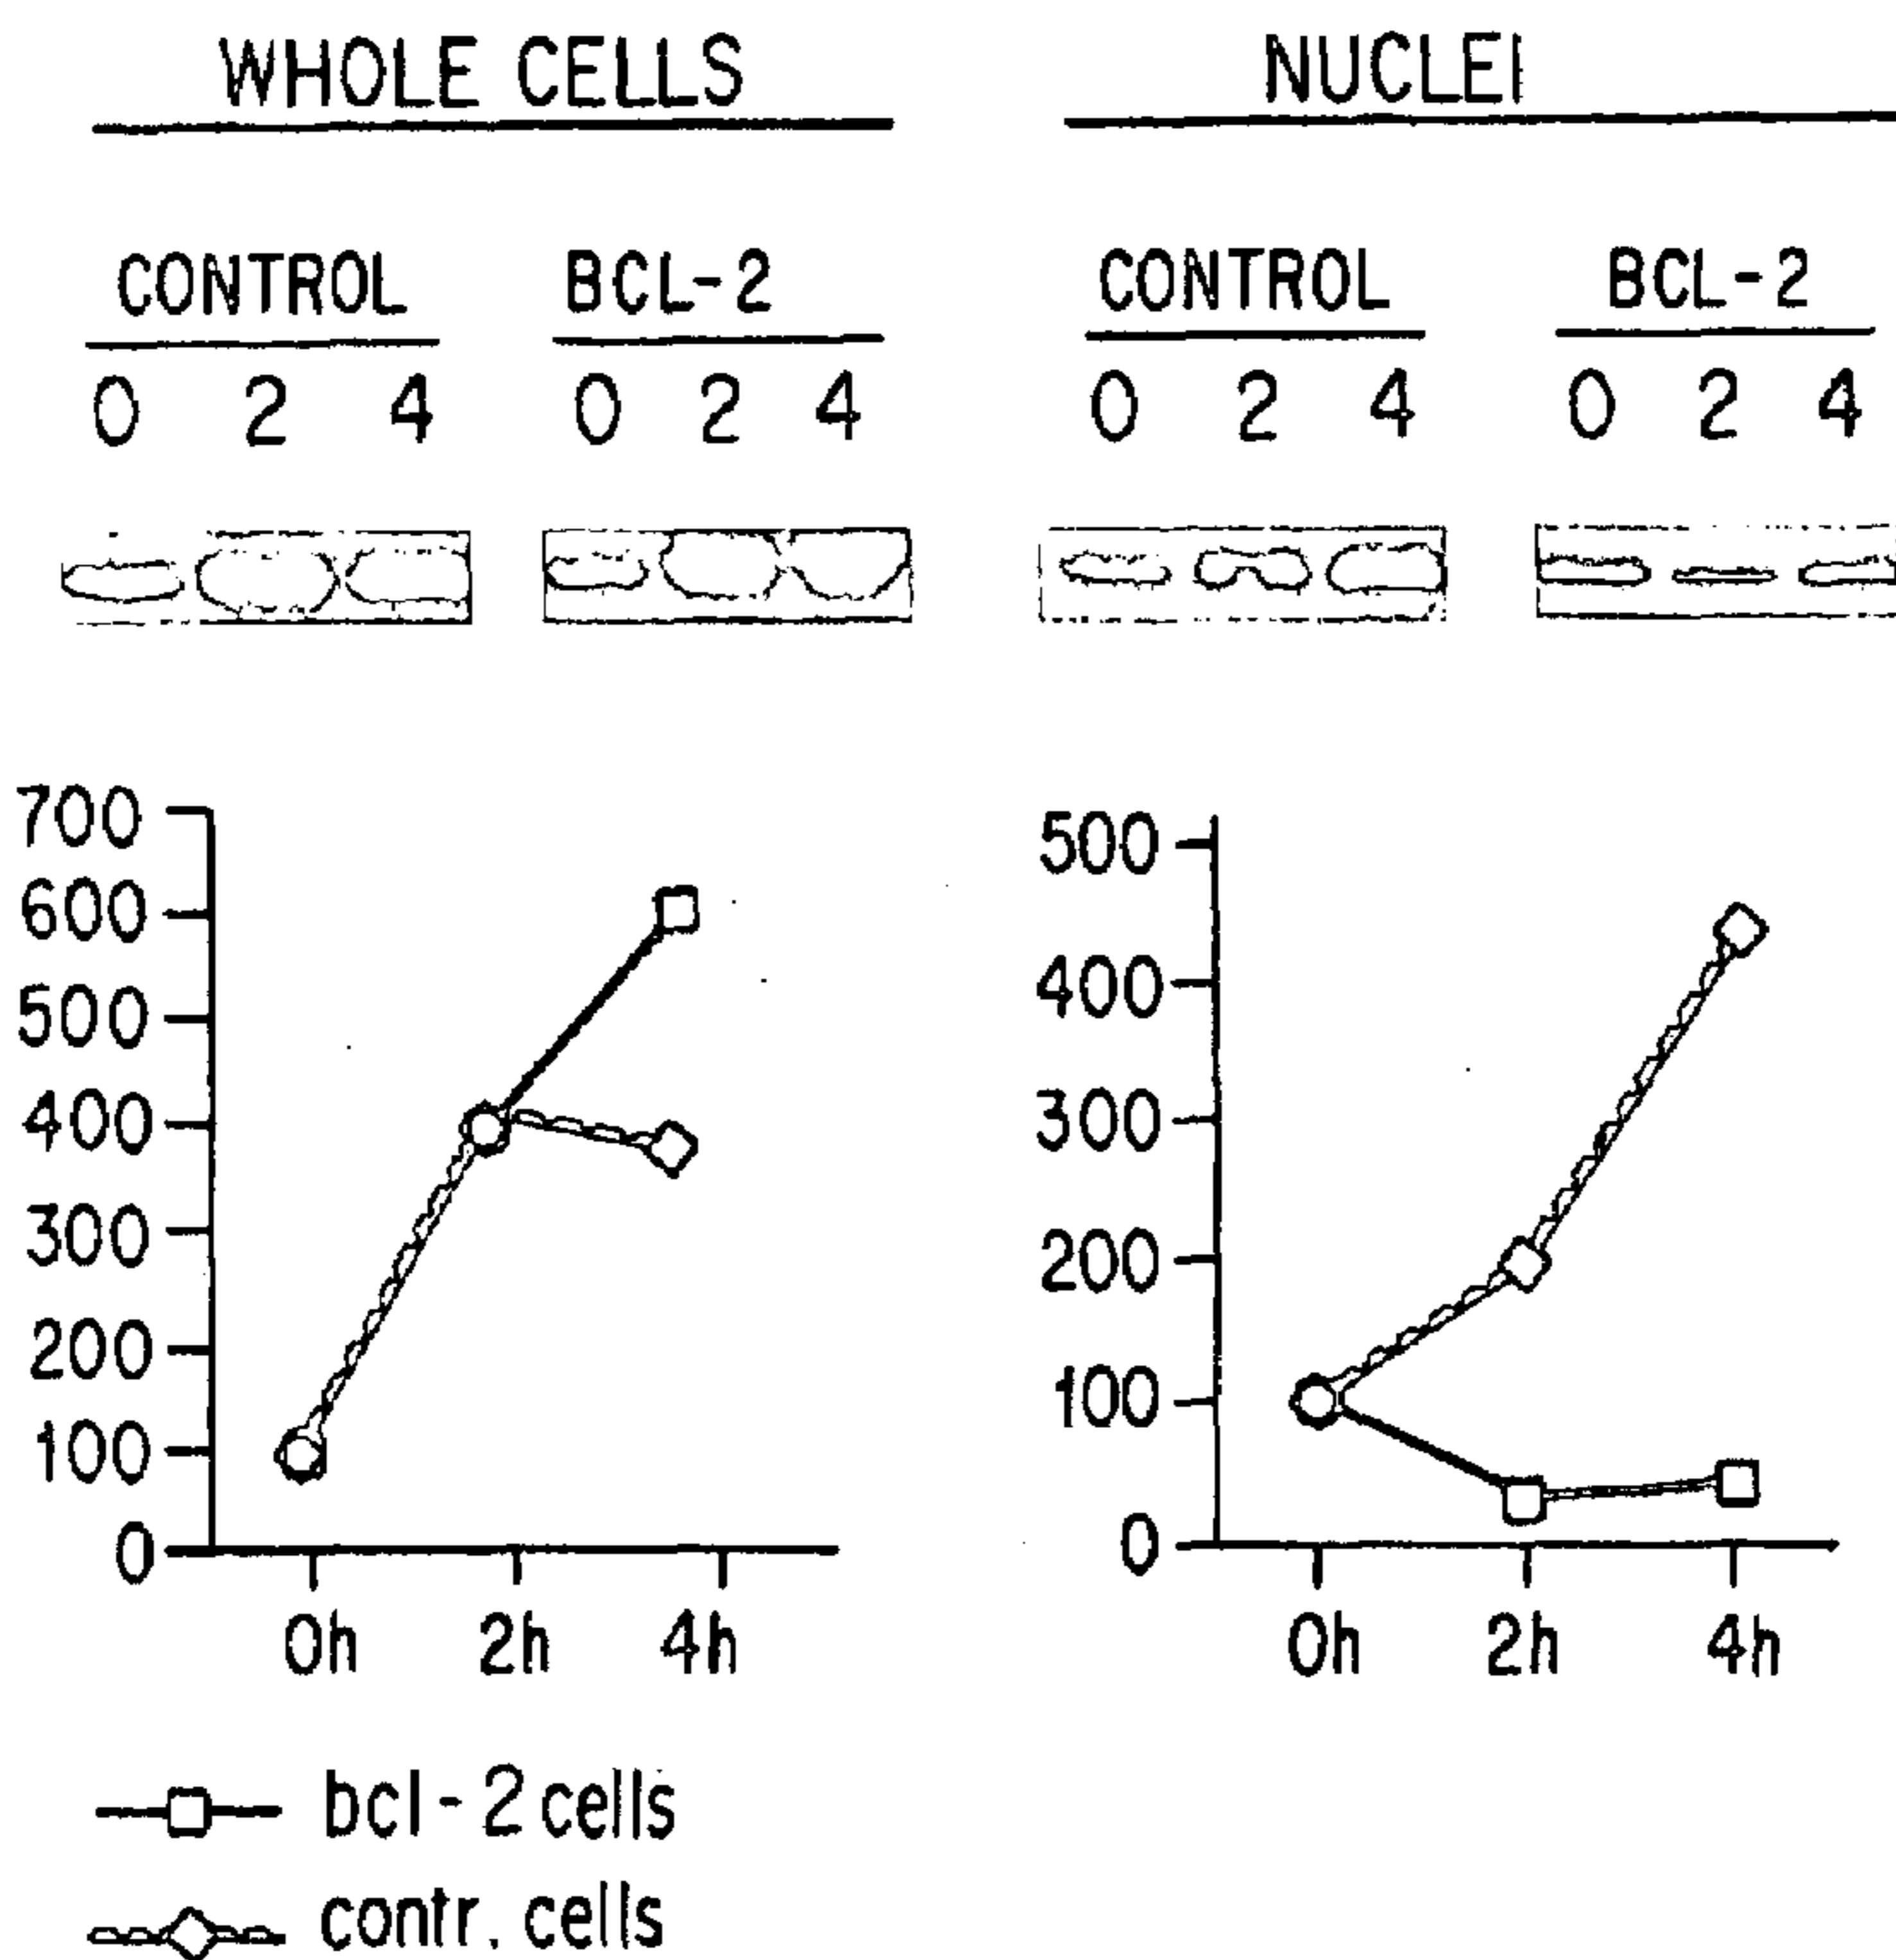 WHOLE CELLS NUCLEI
CONTROL BCL-2 CONTROL BCL-2
0 2 4 0 2 4 0 2 4 0 2 4
700
600
500
400
300
200
100
0
0h 2h 4h
500
400
300
200
100
0
0h 2h 4h
bcl-2 cells
contr. cells